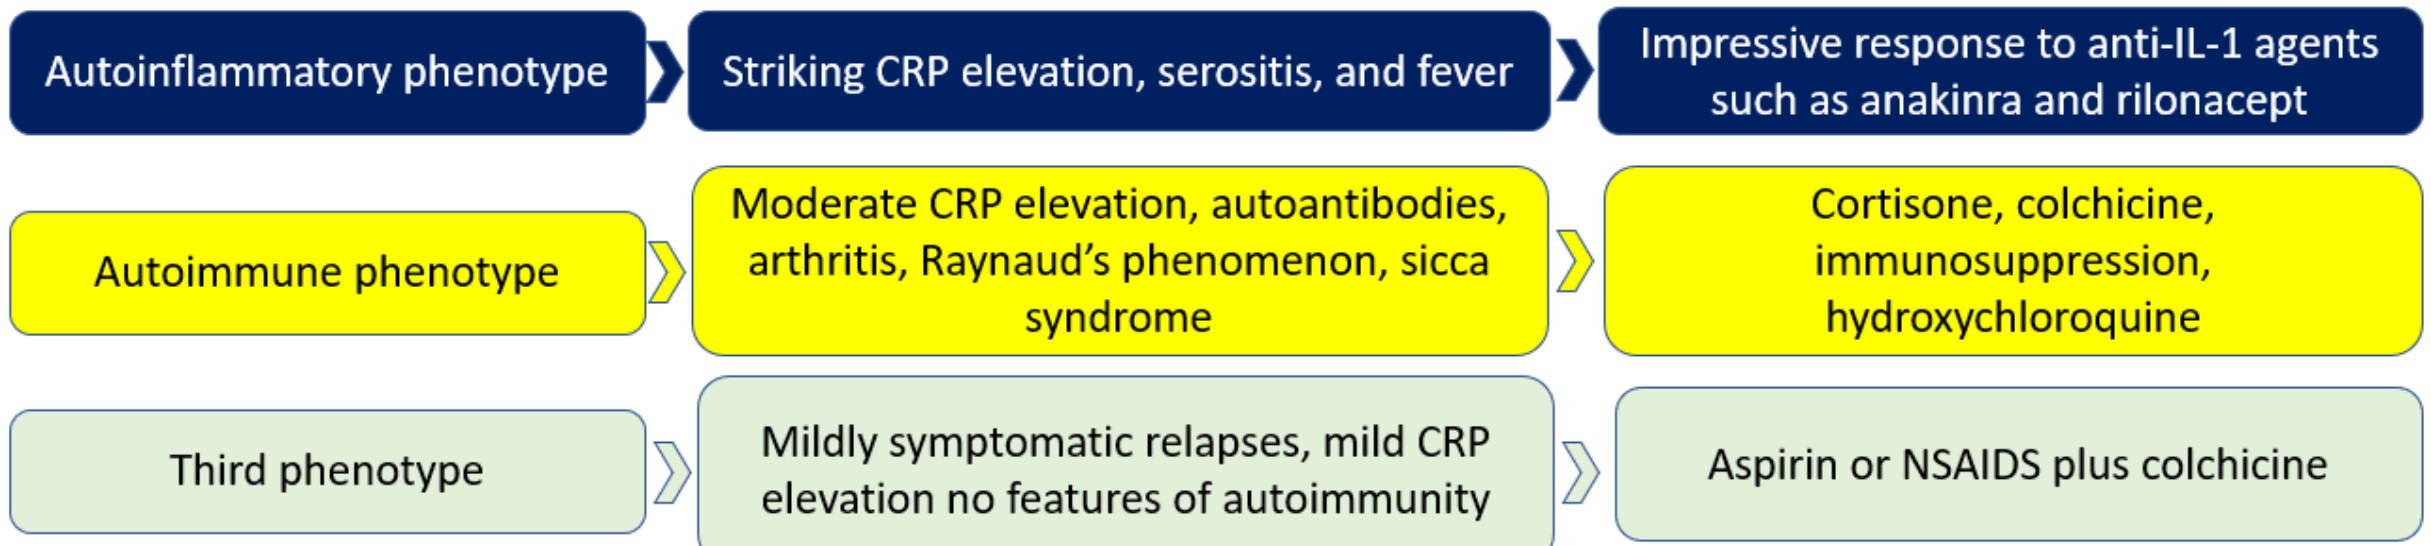 Autoinflammatory phenotype
Striking CRP elevation, serositis, and fever
Impressive response to anti-IL-1 agents
such as anakinra and rilonacept
Autoimmune phenotype
Moderate CRP elevation, autoantibodies,
arthritis, Raynaud’s phenomenon, sicca
syndrome
Cortisone, colchicine,
immunosuppression,
hydroxychloroquine
Third phenotype
Mildly symptomatic relapses, mild CRP
elevation no features of autoimmunity
Aspirin or NSAIDS plus colchicine